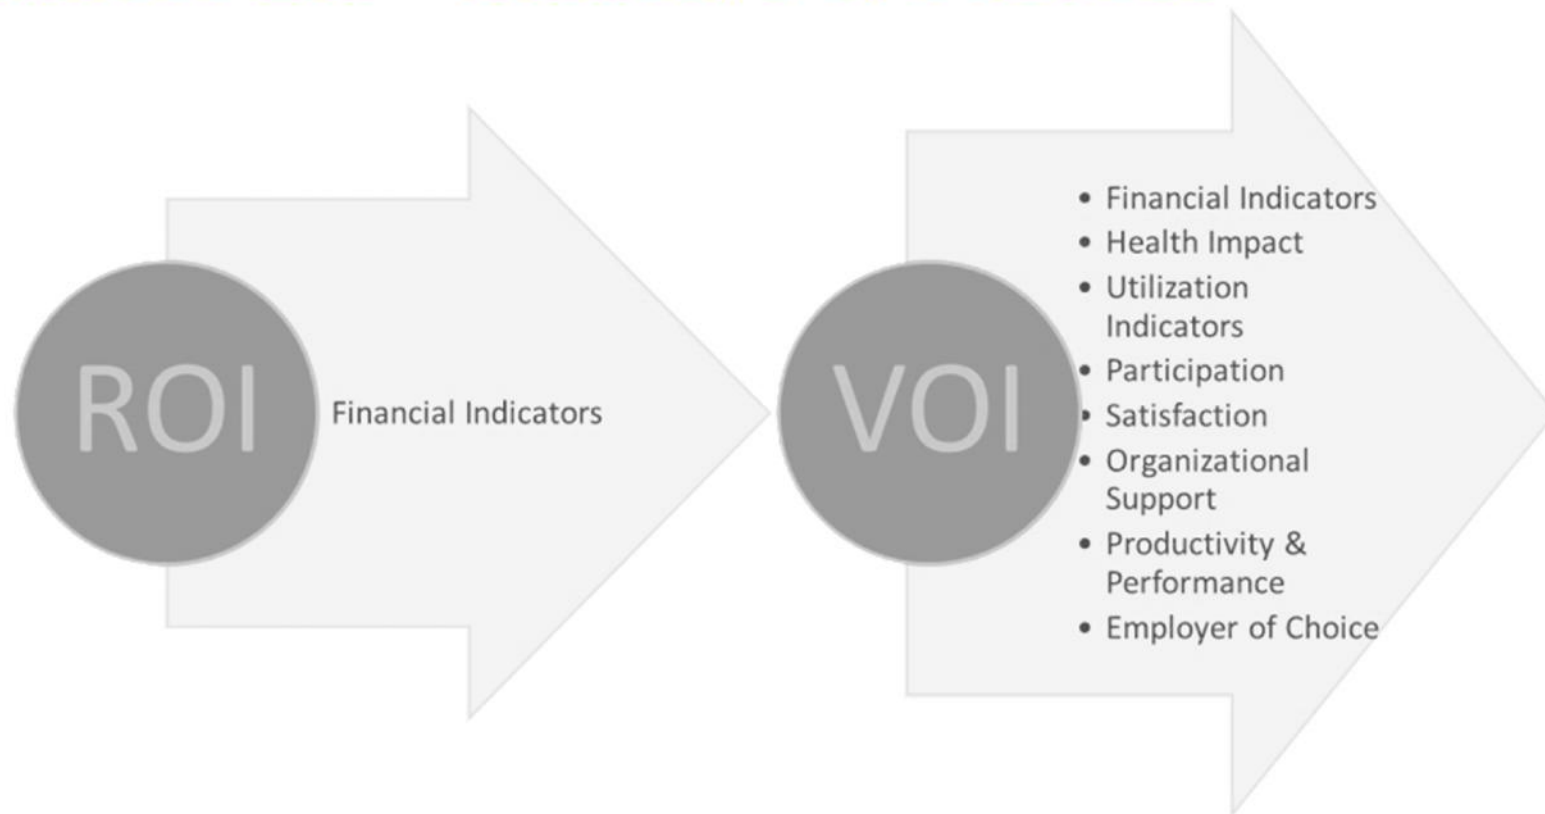 ROI
Financial Indicators
VOI
• Financial Indicators
• Health Impact
• Utilization
Indicators
• Participation
• Satisfaction
• Organizational
Support
• Productivity &
Performance
• Employer of Choice